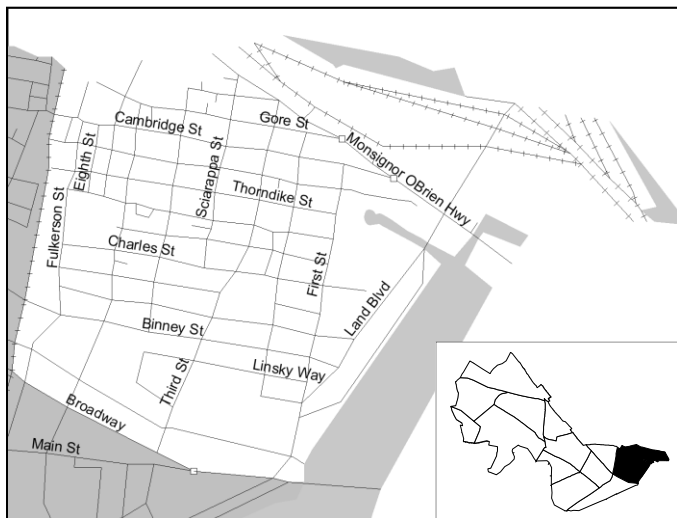 Gore St
Cambridge St
Monsignor OBrien Hwy
Eighth St
Sciarappa St
Thorndike St
Fulkerson St
Charles St
First St
Land Blvd
Binney St
Linsky Way
Third St
Broadway
Main St